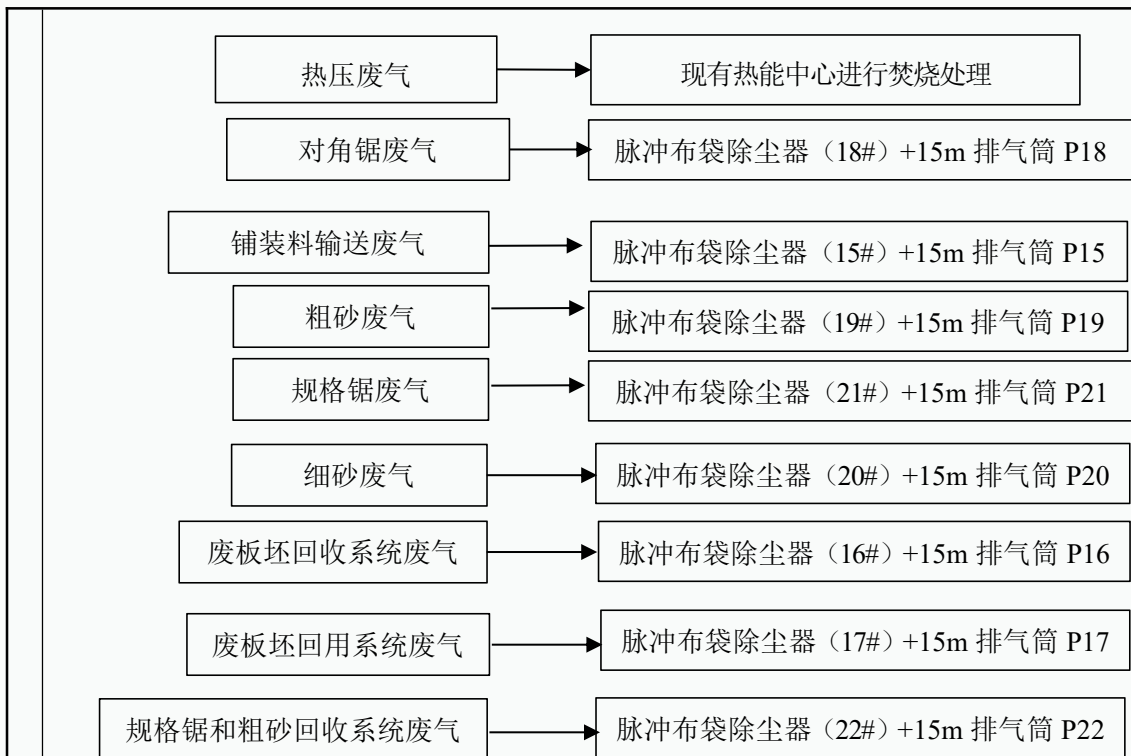 热压废气
现有热能中心进行焚烧处理
对角锯废气
脉冲布袋除尘器（18#）+15m 排气筒 P18
铺装料输送废气
脉冲布袋除尘器（15#）+15m 排气筒 P15
粗砂废气
脉冲布袋除尘器（19#）+15m 排气筒 P19
规格锯废气
脉冲布袋除尘器（21#）+15m 排气筒 P21
细砂废气
脉冲布袋除尘器（20#）+15m 排气筒 P20
废板坯回收系统废气
脉冲布袋除尘器（16#）+15m 排气筒 P16
废板坯回用系统废气
脉冲布袋除尘器（17#）+15m 排气筒 P17
规格锯和粗砂回收系统废气
脉冲布袋除尘器（22#）+15m 排气筒 P22